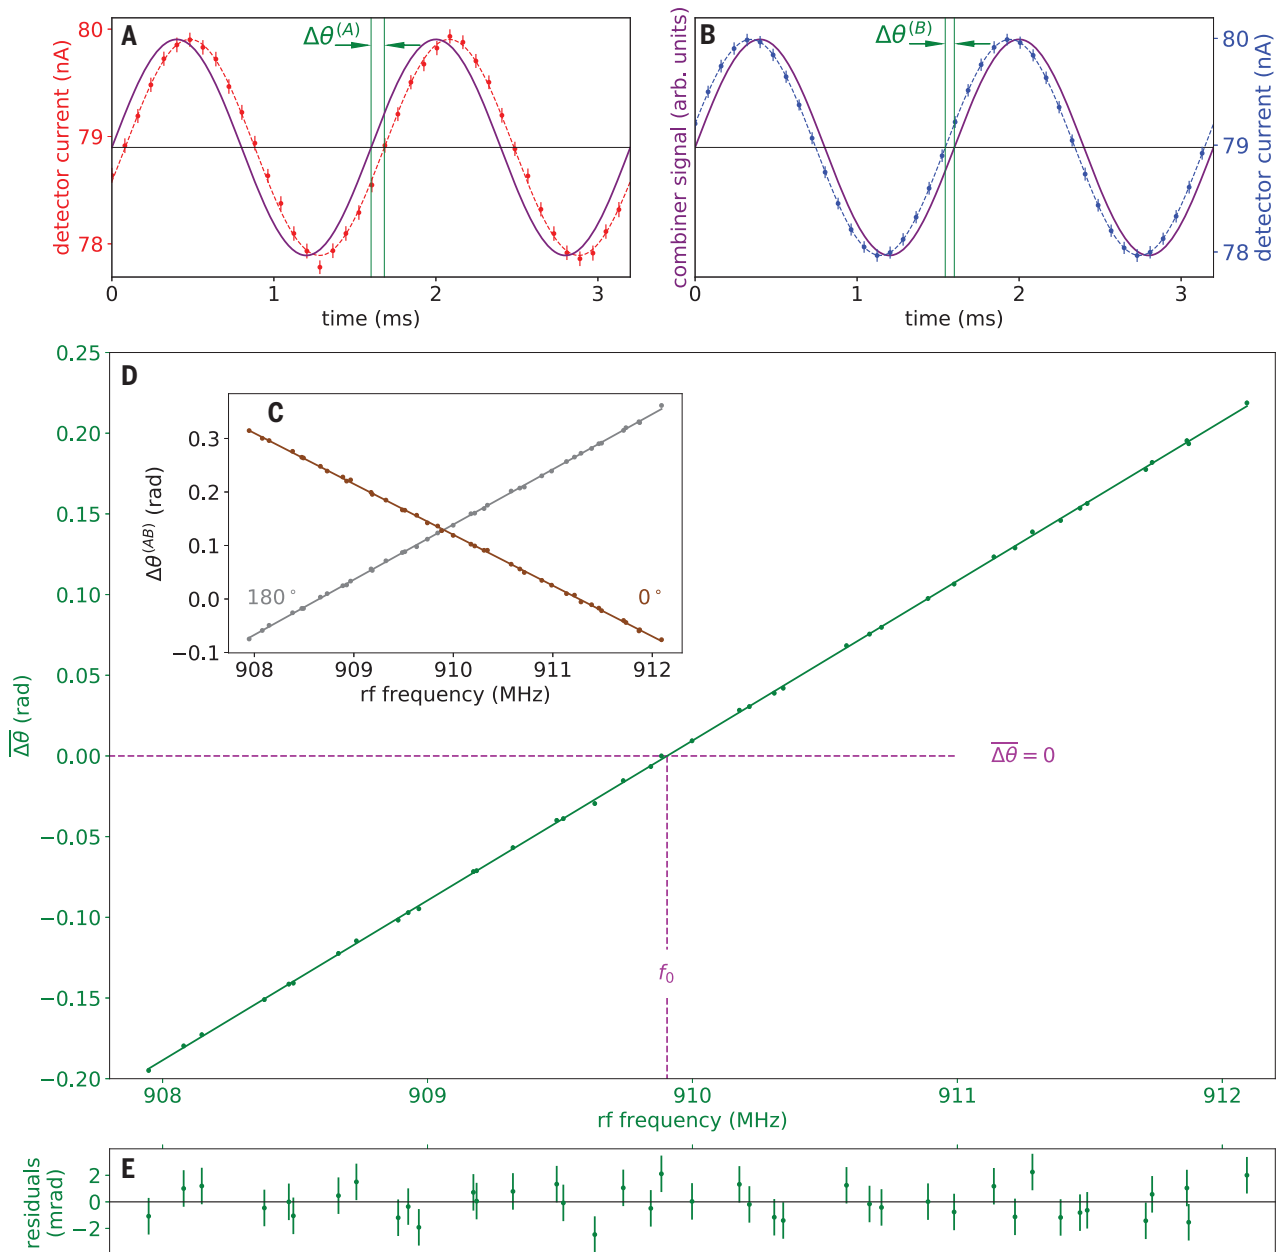 A
Δθ^(A)
detector current (nA)
80
79
78
0 1 2 3
time (ms)
B
Δθ^(B)
combiner signal (arb. units)
80
79
78
detector current (nA)
0 1 2 3
time (ms)
D
0.25
0.20
0.15
0.10
0.05
0.00
−0.05
−0.10
−0.15
−0.20
Δθ̅ (rad)
C
0.3
0.2
0.1
0.0
−0.1
Δθ^(AB) (rad)
180°
0°
908 909 910 911 912
rf frequency (MHz)
Δθ̅ = 0
f₀
908 909 910 911 912
rf frequency (MHz)
E
residuals
(mrad)
2
0
−2